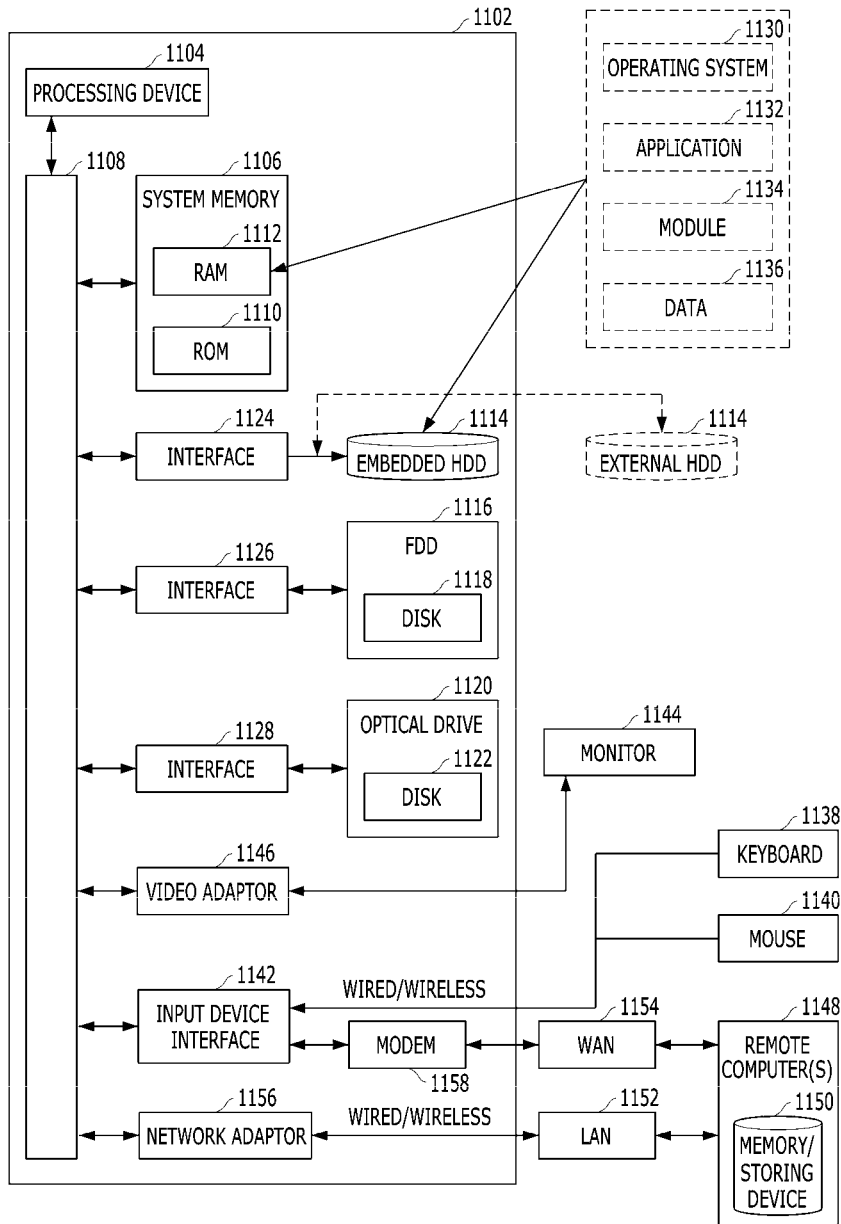 1102
1104
PROCESSING DEVICE
1108
1106
SYSTEM MEMORY
1112
RAM
1110
ROM
1130
OPERATING SYSTEM
1132
APPLICATION
1134
MODULE
1136
DATA
1124
INTERFACE
1114
EMBEDDED HDD
1114
EXTERNAL HDD
1116
FDD
1126
INTERFACE
1118
DISK
1120
OPTICAL DRIVE
1128
INTERFACE
1122
DISK
1144
MONITOR
1146
VIDEO ADAPTOR
1138
KEYBOARD
1140
MOUSE
1142
INPUT DEVICE
INTERFACE
WIRED/WIRELESS
MODEM
1158
1154
WAN
1148
REMOTE
COMPUTER(S)
1150
MEMORY/
STORING
DEVICE
1156
NETWORK ADAPTOR
WIRED/WIRELESS
1152
LAN